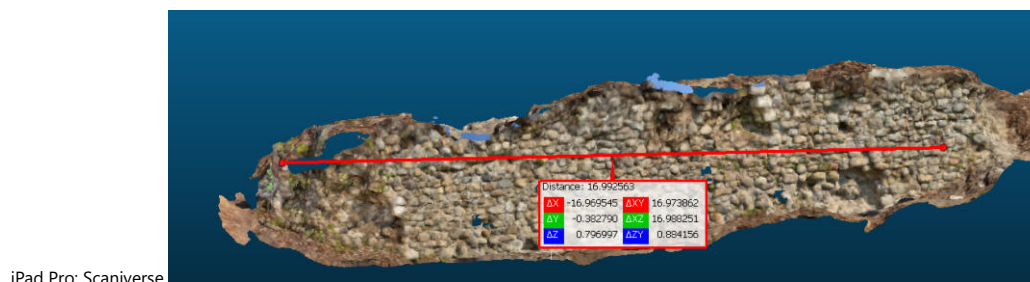 Distance: 16.992563
ΔX -16.969545 ΔXY 16.973862
ΔY -0.382790 ΔXZ 16.988251
ΔZ 0.796997 ΔZY 0.884156
iPad Pro: Scaniverse